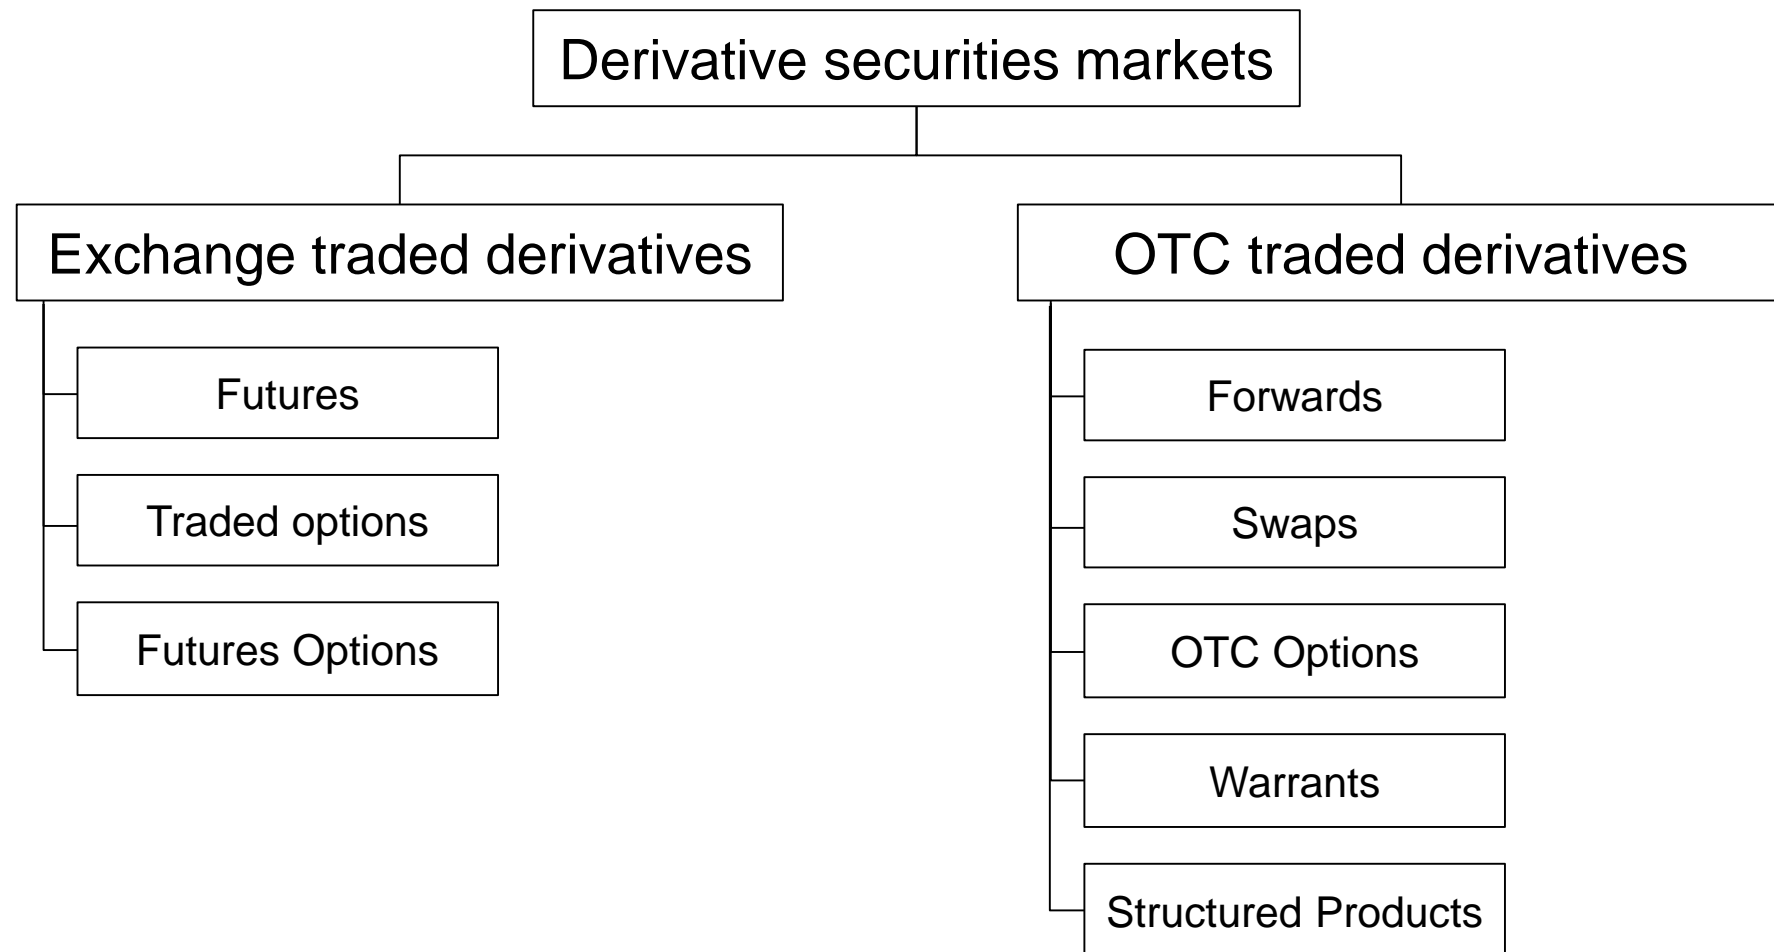 Derivative securities markets
Exchange traded derivatives
Futures
Traded options
Futures Options
OTC traded derivatives
Forwards
Swaps
OTC Options
Warrants
Structured Products